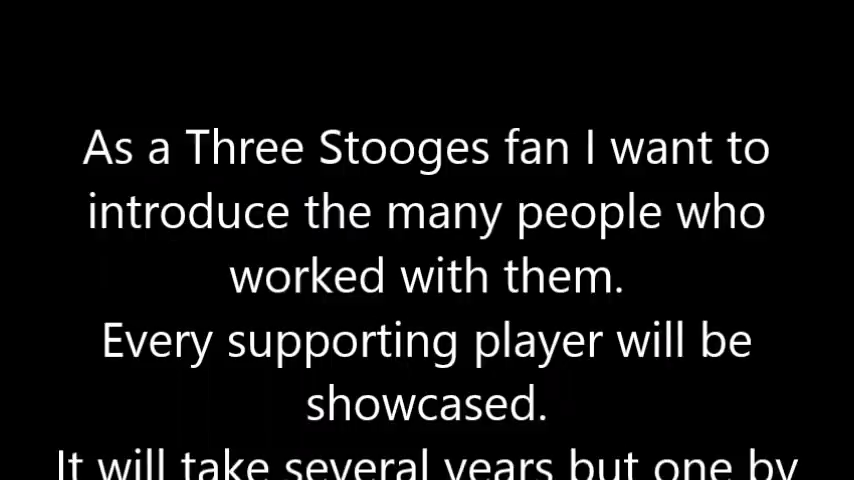 As a Three Stooges fan I want to
introduce the many people who
worked with them.
Every supporting player will be
showcased.
It will take several years but one by